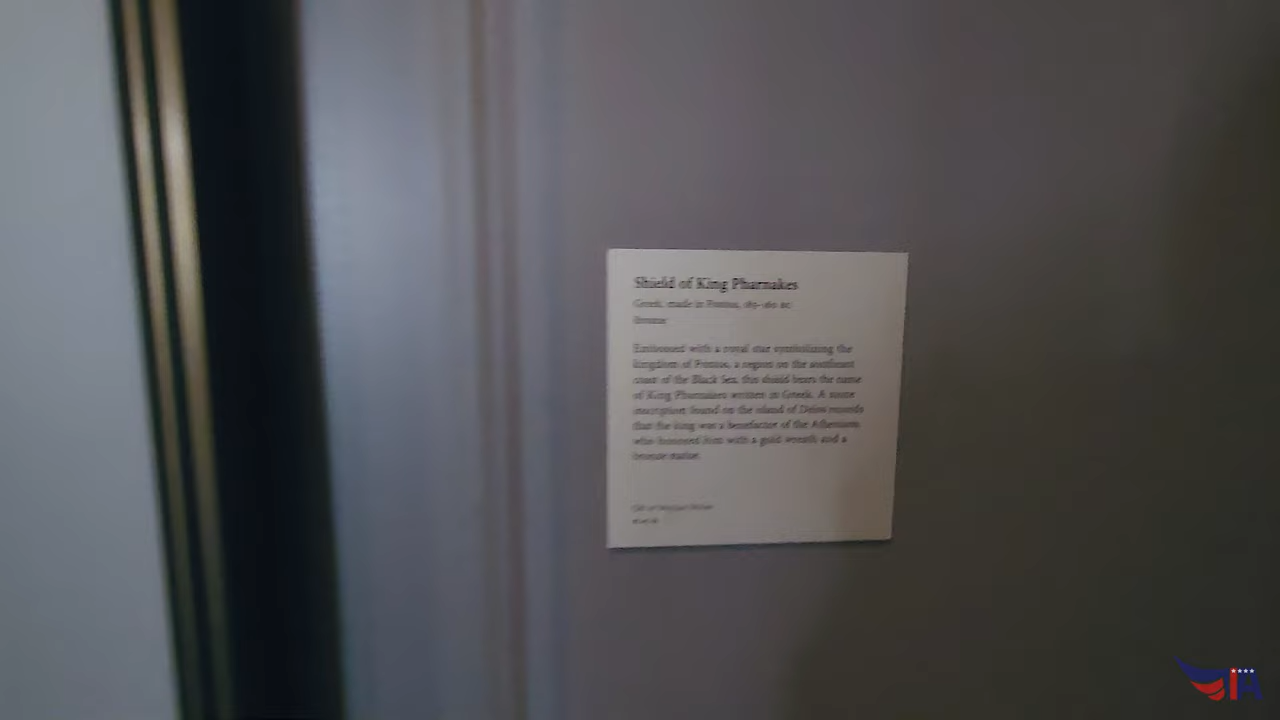 Shield of King Pharnakes
Greek, made in Pontus, 185–160 BC
Bronze
Embossed with a royal star symbolizing the
kingdom of Pontus, a region on the southeast
coast of the Black Sea, this shield bears the name
of King Pharnakes written in Greek. A stone
inscription found on the island of Delos records
that the king was a benefactor of the Athenians
who honored him with a gold wreath and a
bronze statue.